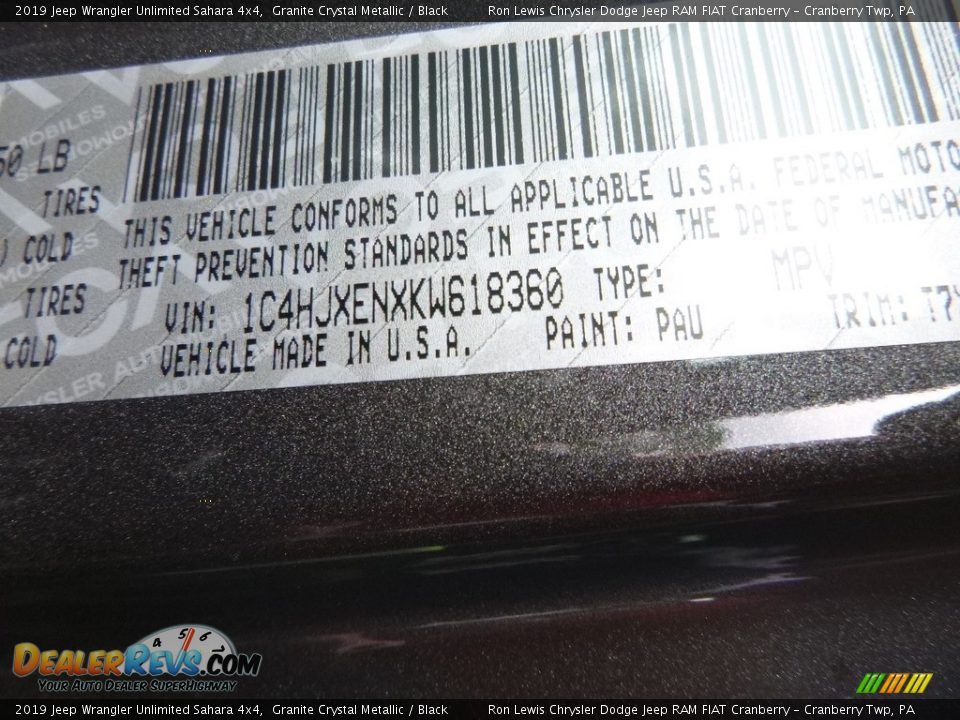 2019 Jeep Wrangler Unlimited Sahara 4x4,  Granite Crystal Metallic / Black     Ron Lewis Chrysler Dodge Jeep RAM FIAT Cranberry – Cranberry Twp, PA
LB
TIRES
COLD
TIRES
COLD
THIS VEHICLE CONFORMS TO ALL APPLICABLE U.S.A. FEDERAL
THEFT PREVENTION STANDARDS IN EFFECT ON THE DATE OF
VIN: 1C4HJXENXKW618360 TYPE: MPV
VEHICLE MADE IN U.S.A. PAINT: PAU TRIM:
DEALERREVS.COM
4 5 6
YOUR AUTO DEALER SUPERHIGHWAY
2019 Jeep Wrangler Unlimited Sahara 4x4,  Granite Crystal Metallic / Black     Ron Lewis Chrysler Dodge Jeep RAM FIAT Cranberry – Cranberry Twp, PA